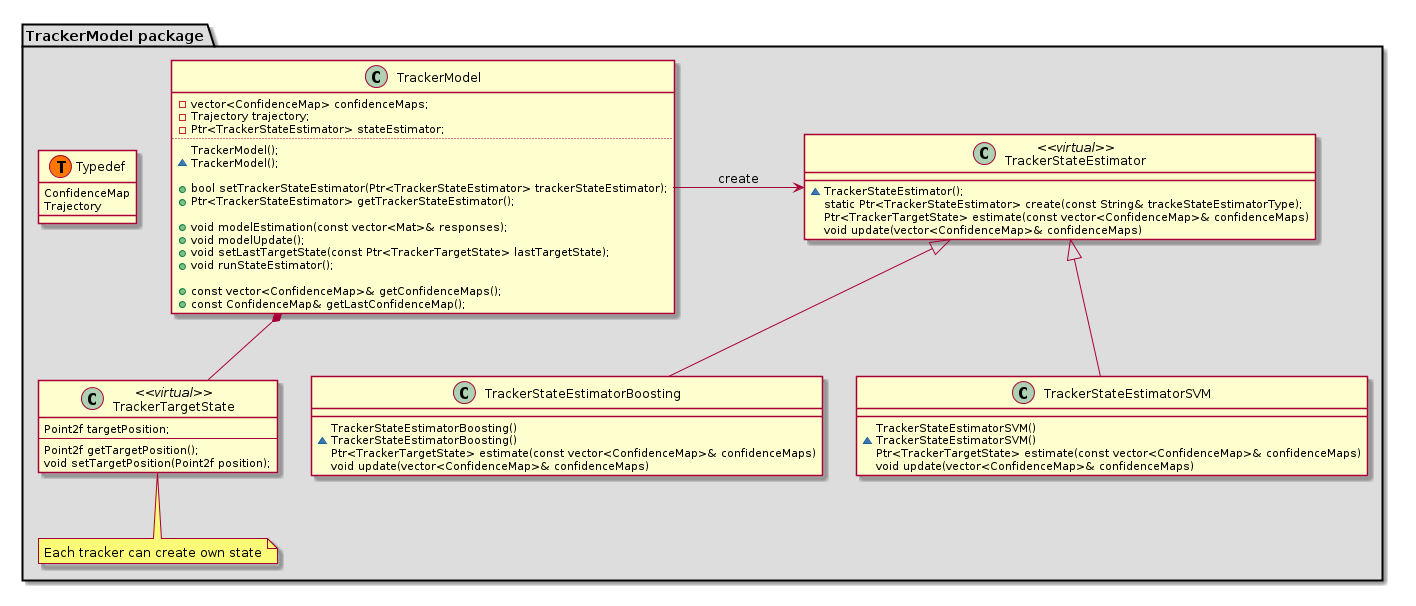 TrackerModel package
C TrackerModel
vector<ConfidenceMap> confidenceMaps;
Trajectory trajectory;
Ptr<TrackerStateEstimator> stateEstimator;
TrackerModel();
TrackerModel();
bool setTrackerStateEstimator(Ptr<TrackerStateEstimator> trackerStateEstimator);
Ptr<TrackerStateEstimator> getTrackerStateEstimator();
void modelEstimation(const vector<Mat>& responses);
void modelUpdate();
void setLastTargetState(const Ptr<TrackerTargetState> lastTargetState);
void runStateEstimator();
const vector<ConfidenceMap>& getConfidenceMaps();
const ConfidenceMap& getLastConfidenceMap();
T Typedef
ConfidenceMap
Trajectory
create
C <<virtual>>
TrackerStateEstimator
TrackerStateEstimator();
static Ptr<TrackerStateEstimator> create(const String& trackeStateEstimatorType);
Ptr<TrackerTargetState> estimate(const vector<ConfidenceMap>& confidenceMaps)
void update(vector<ConfidenceMap>& confidenceMaps)
C <<virtual>>
TrackerTargetState
Point2f targetPosition;
Point2f getTargetPosition();
void setTargetPosition(Point2f position);
C TrackerStateEstimatorBoosting
TrackerStateEstimatorBoosting()
TrackerStateEstimatorBoosting()
Ptr<TrackerTargetState> estimate(const vector<ConfidenceMap>& confidenceMaps)
void update(vector<ConfidenceMap>& confidenceMaps)
C TrackerStateEstimatorSVM
TrackerStateEstimatorSVM()
TrackerStateEstimatorSVM()
Ptr<TrackerTargetState> estimate(const vector<ConfidenceMap>& confidenceMaps)
void update(vector<ConfidenceMap>& confidenceMaps)
Each tracker can create own state